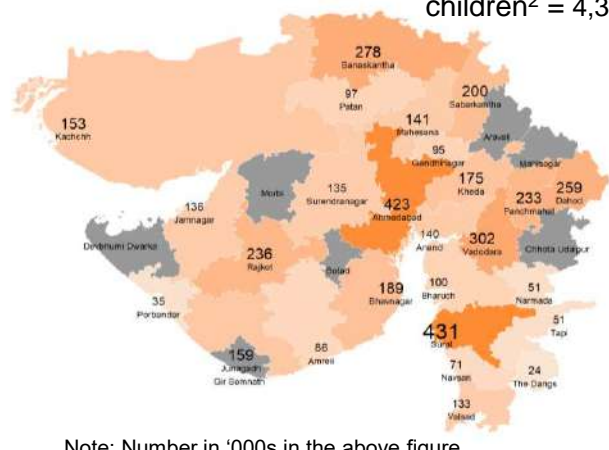 children² = 4,3
278
Banaskantha
97
Patan
200
Sabarkantha
153
Kachchh
141
Mahesana
Aravali
95
Gandhinagar
Mahisagar
175
Kheda
135
Surendranagar
Morbi
136
Jamnagar
423
Ahmedabad
233
Panchmahal
259
Dahod
Devbhumi Dwarka
236
Rajkot
Botad
140
Anand
302
Vadodara
Chhota Udaipur
189
Bhavnagar
100
Bharuch
51
Narmada
35
Porbandar
431
Surat
51
Tapi
159
Junagadh
Gir Somnath
86
Amreli
71
Navsari
24
The Dangs
133
Valsad
Note: Number in '000s in the above figure